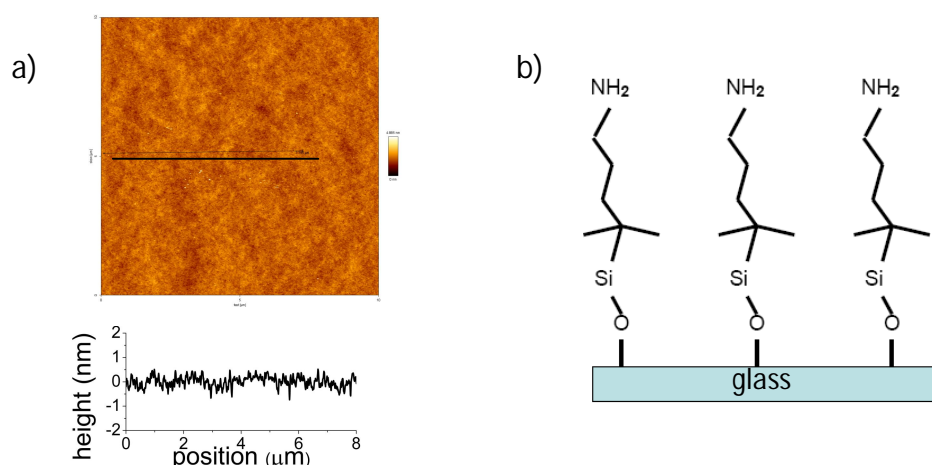 a)
height (nm)
2
1
0
-1
-2
0
2
4
6
8
position (μm)
b)
NH₂
NH₂
NH₂
Si
Si
Si
O
O
O
glass